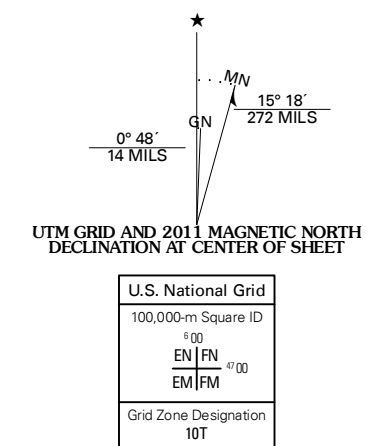 ★
MN
GN
15° 18´
272 MILS
0° 48´
14 MILS
UTM GRID AND 2011 MAGNETIC NORTH
DECLINATION AT CENTER OF SHEET
U.S. National Grid
100,000-m Square ID
6 00
EN FN
47 00
EM FM
Grid Zone Designation
10T